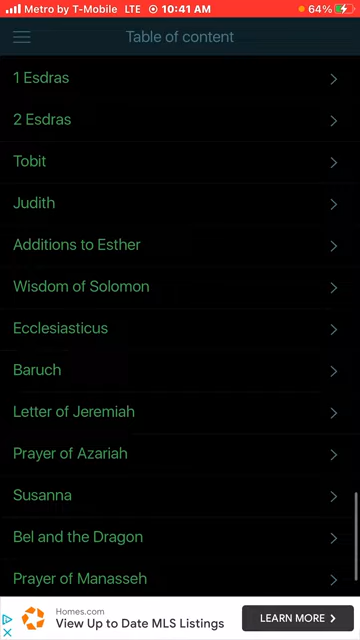 Metro by T-Mobile LTE 10:41 AM 64%
Table of content
1 Esdras
2 Esdras
Tobit
Judith
Additions to Esther
Wisdom of Solomon
Ecclesiasticus
Baruch
Letter of Jeremiah
Prayer of Azariah
Susanna
Bel and the Dragon
Prayer of Manasseh
Homes.com
View Up to Date MLS Listings
LEARN MORE